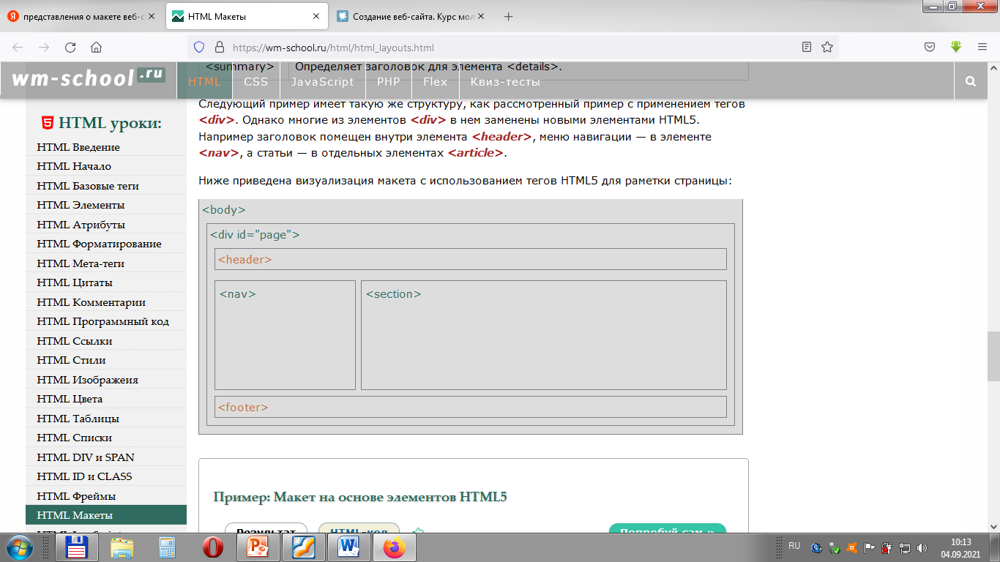 представления о макете веб-с
HTML Макеты
Создание веб-сайта. Курс мол
https://wm-school.ru/html/html_layouts.html
<summary> Определяет заголовок для элемента <details>.
wm-school.ru HTML CSS JavaScript PHP Flex Квиз-тесты
HTML уроки:
HTML Введение
HTML Начало
HTML Базовые теги
HTML Элементы
HTML Атрибуты
HTML Форматирование
HTML Мета-теги
HTML Цитаты
HTML Комментарии
HTML Программный код
HTML Ссылки
HTML Стили
HTML Изображеия
HTML Цвета
HTML Таблицы
HTML Списки
HTML DIV и SPAN
HTML ID и CLASS
HTML Фреймы
HTML Макеты
Следующий пример имеет такую же структуру, как рассмотренный пример с применением тегов
<div>. Однако многие из элементов <div> в нем заменены новыми элементами HTML5.
Например заголовок помещен внутри элемента <header>, меню навигации — в элементе
<nav>, а статьи — в отдельных элементах <article>.
Ниже приведена визуализация макета с использованием тегов HTML5 для раметки страницы:
<body>
<div id="page">
<header>
<nav>
<section>
<footer>
Пример: Макет на основе элементов HTML5
Результат HTML-код Попробуй сам »
RU
10:13
04.09.2021